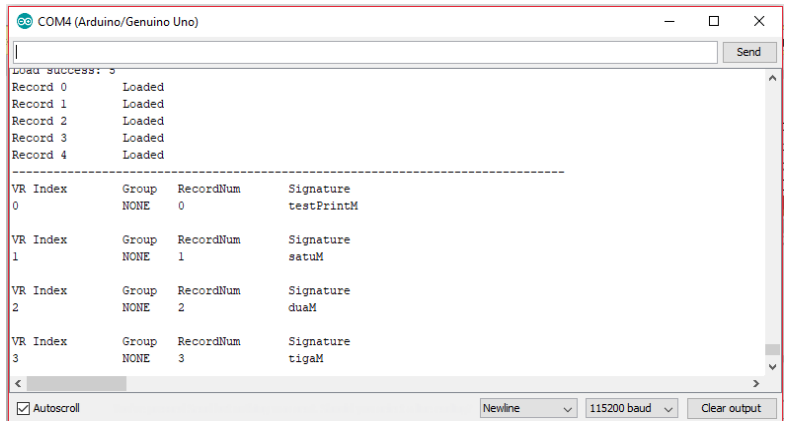 COM4 (Arduino/Genuino Uno)
Send
Load success: 5
Record 0 Loaded
Record 1 Loaded
Record 2 Loaded
Record 3 Loaded
Record 4 Loaded
--------------------------------------------------------------------------------
VR Index Group RecordNum Signature
0 NONE 0 testPrintM
VR Index Group RecordNum Signature
1 NONE 1 satuM
VR Index Group RecordNum Signature
2 NONE 2 duaM
VR Index Group RecordNum Signature
3 NONE 3 tigaM
Autoscroll Newline 115200 baud Clear output